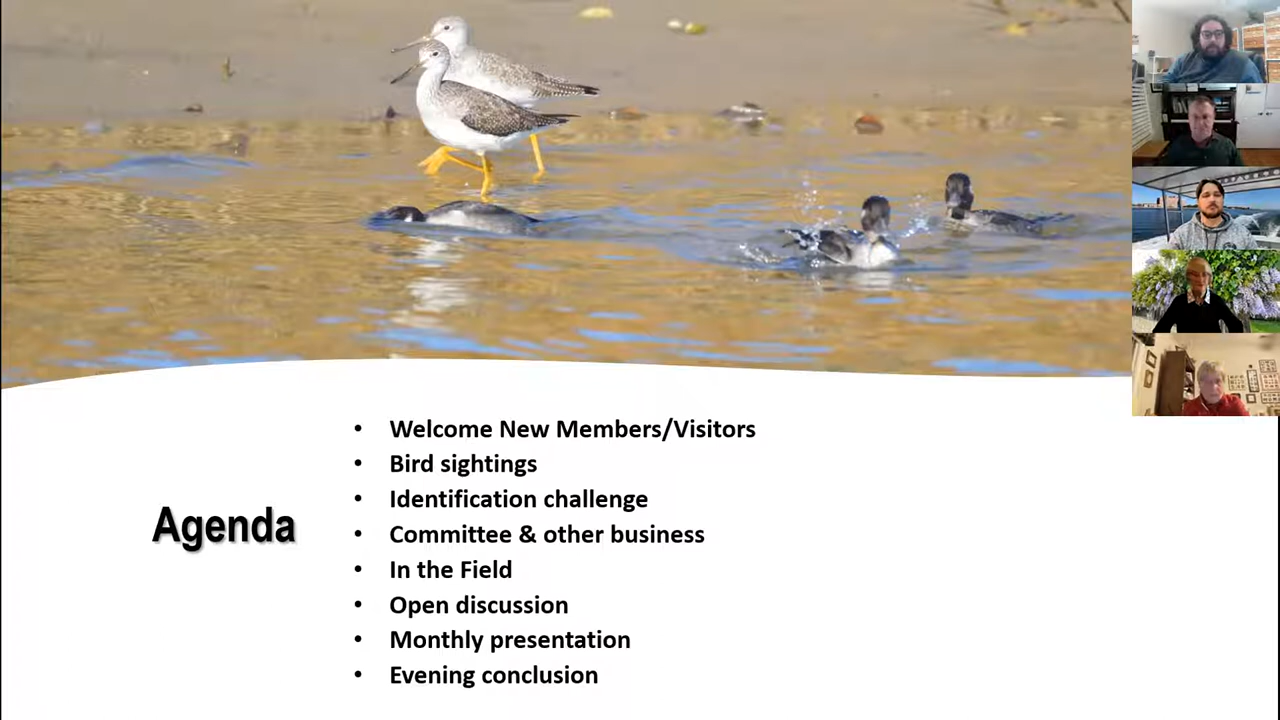 Agenda
• Welcome New Members/Visitors
• Bird sightings
• Identification challenge
• Committee & other business
• In the Field
• Open discussion
• Monthly presentation
• Evening conclusion